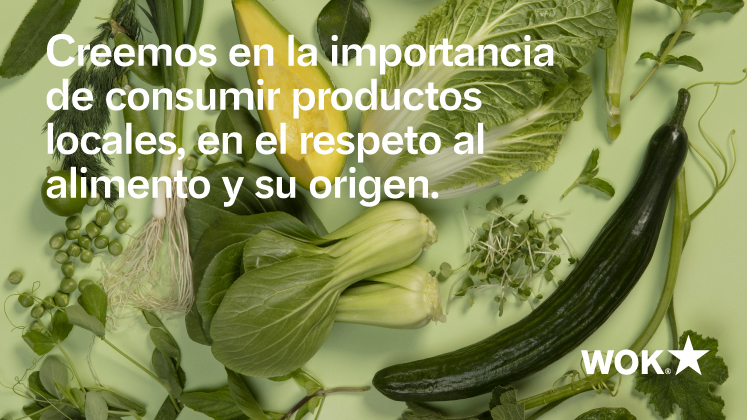 Creemos en la importancia
de consumir productos
locales, en el respeto al
alimento y su origen.
WOK®